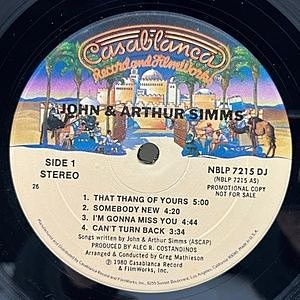 Casablanca
Record and FilmWorks
JOHN & ARTHUR SIMMS
SIDE 1
STEREO
NBLP 7215 DJ
(NBLP 7215 AS)
PROMOTIONAL COPY
NOT FOR SALE
26
1. THAT THANG OF YOURS 5:00
2. SOMEBODY NEW 4:20
3. I'M GONNA MISS YOU 4:44
4. CAN'T TURN BACK 3:34
Songs written by John & Arthur Simms (ASCAP)
PRODUCED BY ALEC R. COSTANDINOS
Arranged & Conducted by Greg Mathieson
℗ 1980 Casablanca Record
& FilmWorks, Inc.